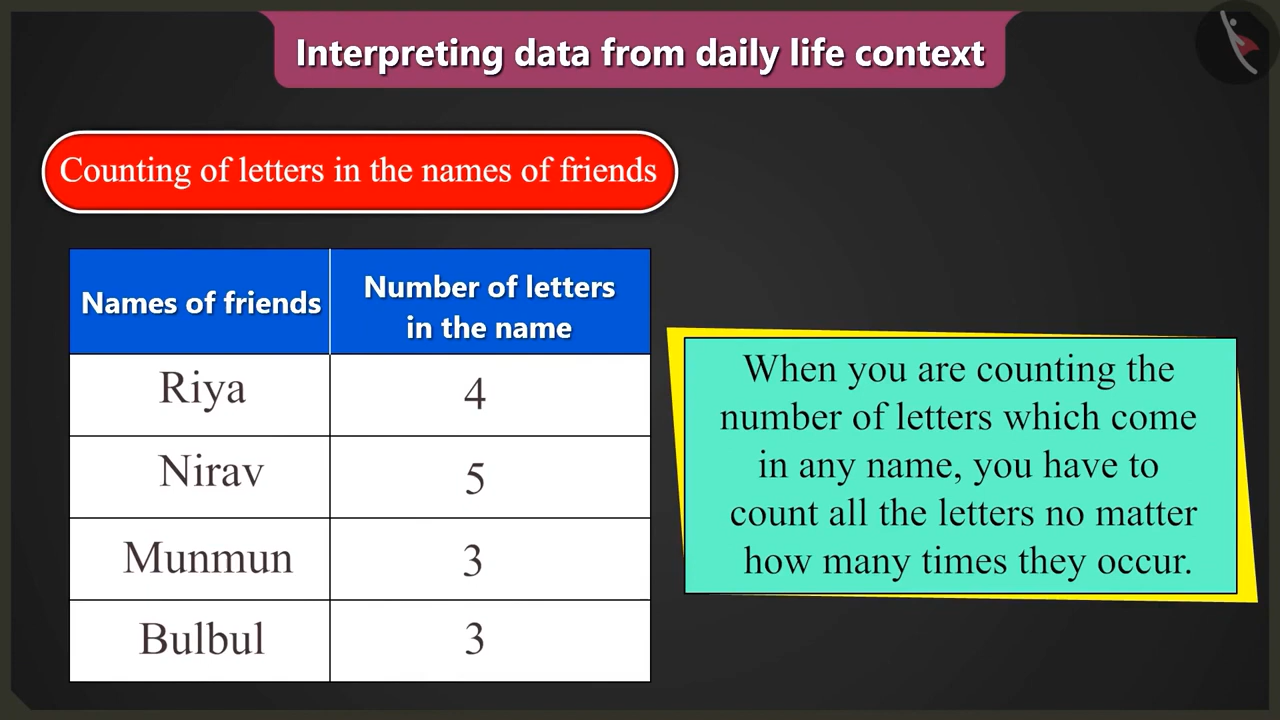 Interpreting data from daily life context
Counting of letters in the names of friends
Names of friends
Number of letters
in the name
Riya
4
Nirav
5
Munmun
3
Bulbul
3
When you are counting the
number of letters which come
in any name, you have to
count all the letters no matter
how many times they occur.